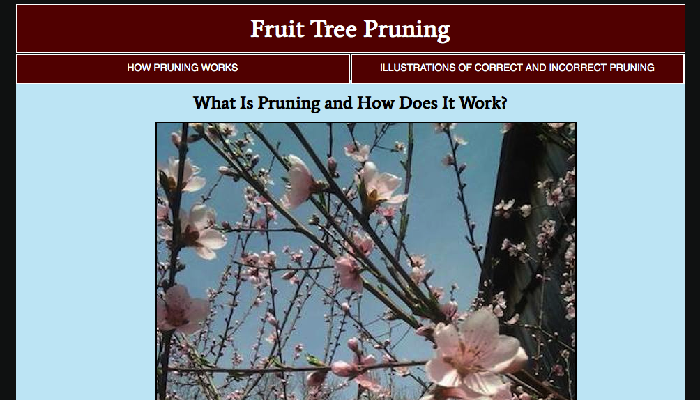 Fruit Tree Pruning
HOW PRUNING WORKS
ILLUSTRATIONS OF CORRECT AND INCORRECT PRUNING
What Is Pruning and How Does It Work?